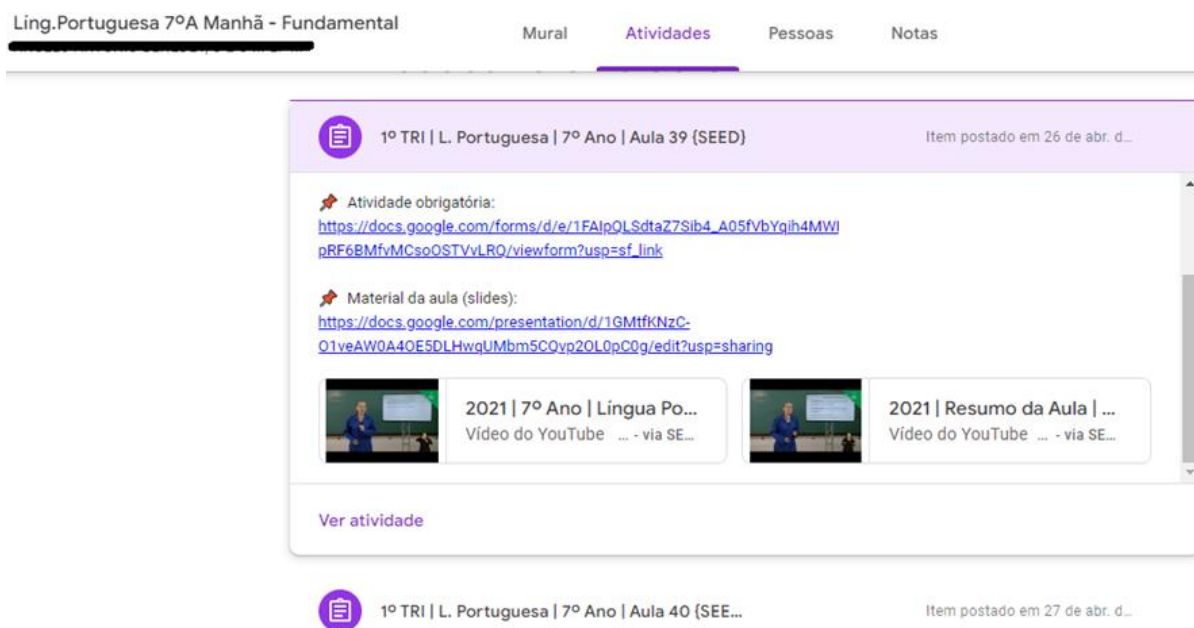 Líng.Portuguesa 7ºA Manhã - Fundamental
Mural
Atividades
Pessoas
Notas
1º TRI | L. Portuguesa | 7º Ano | Aula 39 {SEED}
Item postado em 26 de abr. d...
Atividade obrigatória:
https://docs.google.com/forms/d/e/1FAIpQLSdtaZ7Sib4_A05fVbYqih4MWI
pRF6BMfvMCsoOSTVvLRQ/viewform?usp=sf_link
Material da aula (slides):
https://docs.google.com/presentation/d/1GMtfKNzC-
O1veAW0A4OE5DLHwqUMbm5CQvp2OL0pC0g/edit?usp=sharing
2021 | 7º Ano | Língua Po...
Vídeo do YouTube ... - via SE...
2021 | Resumo da Aula | ...
Vídeo do YouTube ... - via SE...
Ver atividade
1º TRI | L. Portuguesa | 7º Ano | Aula 40 {SEE...
Item postado em 27 de abr. d...